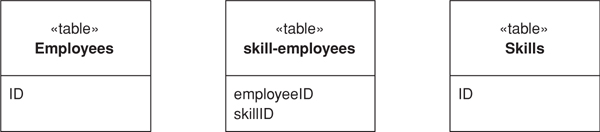 «table»
Employees
ID
«table»
skill-employees
employeeID
skillID
«table»
Skills
ID